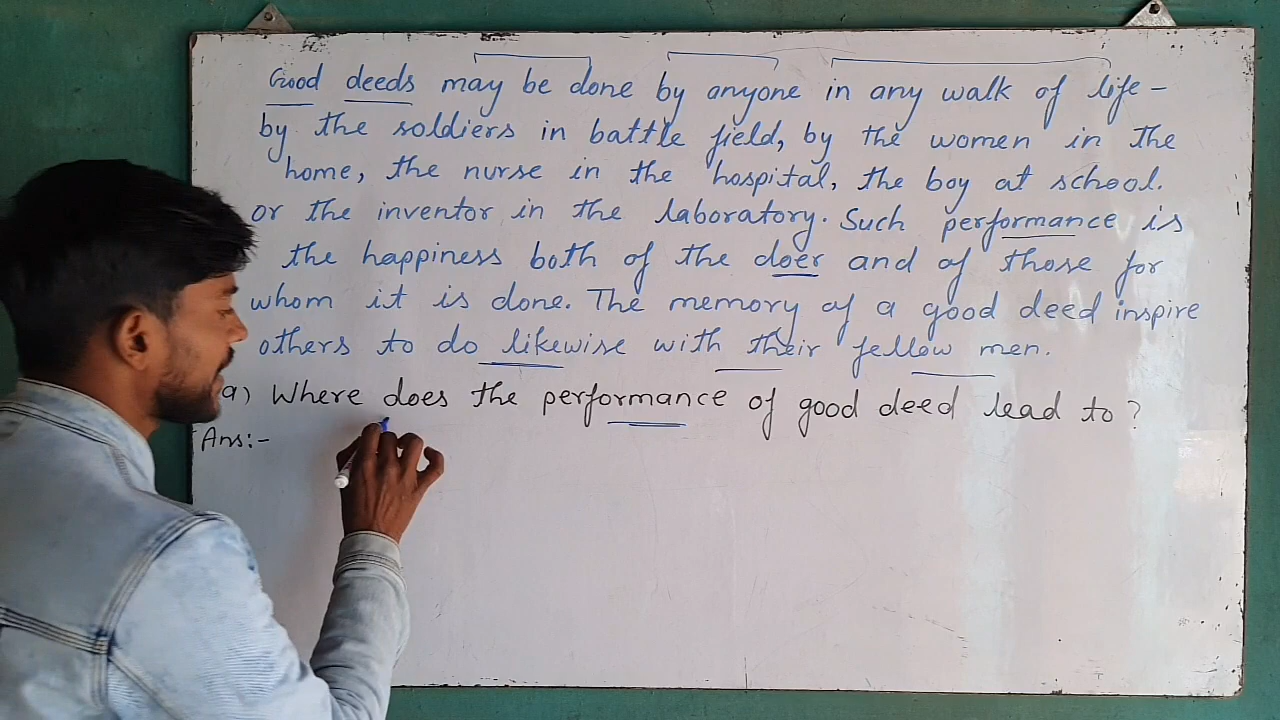 Good deeds may be done by anyone in any walk of life -
by the soldiers in battle field, by the women in the
home, the nurse in the hospital, the boy at school.
or the inventor in the laboratory. Such performance is
the happiness both of the doer and of those for
whom it is done. The memory of a good deed inspire
others to do likewise with their fellow men.
a) Where does the performance of good deed lead to?
Ans:-